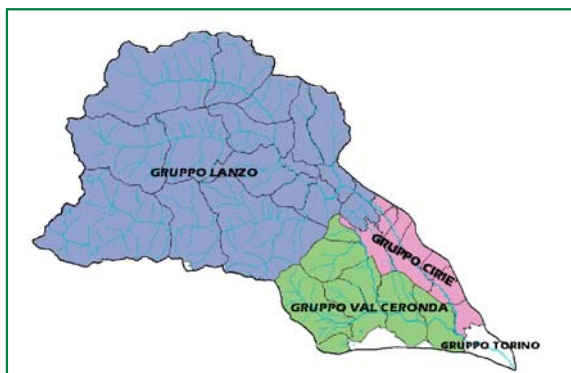 GRUPPO LANZO
GRUPPO CIRIE
GRUPPO VAL CERONDA
GRUPPO TORINO